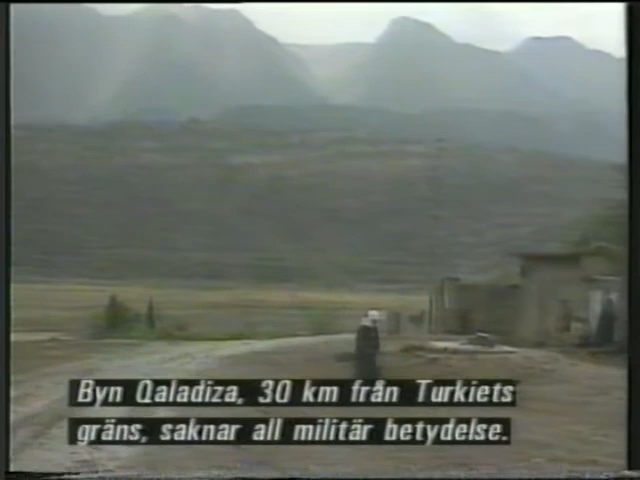 Byn Qaladiza, 30 km från Turkiets
gräns, saknar all militär betydelse.